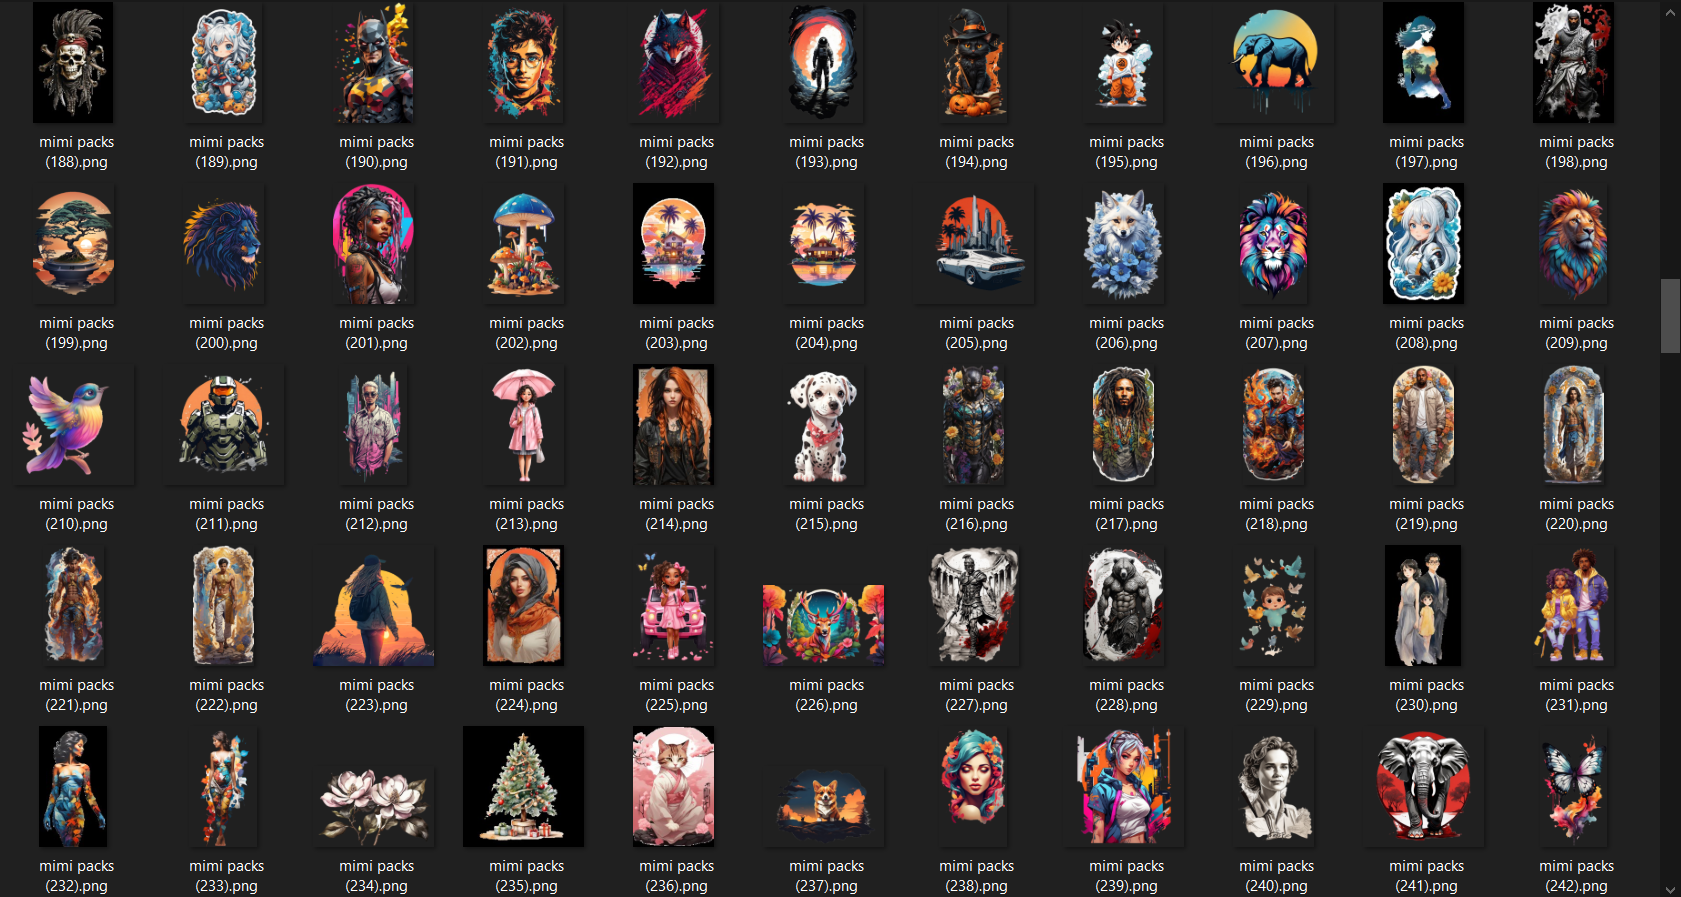 mimi packs
(188).png
mimi packs
(189).png
mimi packs
(190).png
mimi packs
(191).png
mimi packs
(192).png
mimi packs
(193).png
mimi packs
(194).png
mimi packs
(195).png
mimi packs
(196).png
mimi packs
(197).png
mimi packs
(198).png
mimi packs
(199).png
mimi packs
(200).png
mimi packs
(201).png
mimi packs
(202).png
mimi packs
(203).png
mimi packs
(204).png
mimi packs
(205).png
mimi packs
(206).png
mimi packs
(207).png
mimi packs
(208).png
mimi packs
(209).png
mimi packs
(210).png
mimi packs
(211).png
mimi packs
(212).png
mimi packs
(213).png
mimi packs
(214).png
mimi packs
(215).png
mimi packs
(216).png
mimi packs
(217).png
mimi packs
(218).png
mimi packs
(219).png
mimi packs
(220).png
mimi packs
(221).png
mimi packs
(222).png
mimi packs
(223).png
mimi packs
(224).png
mimi packs
(225).png
mimi packs
(226).png
mimi packs
(227).png
mimi packs
(228).png
mimi packs
(229).png
mimi packs
(230).png
mimi packs
(231).png
mimi packs
(232).png
mimi packs
(233).png
mimi packs
(234).png
mimi packs
(235).png
mimi packs
(236).png
mimi packs
(237).png
mimi packs
(238).png
mimi packs
(239).png
mimi packs
(240).png
mimi packs
(241).png
mimi packs
(242).png